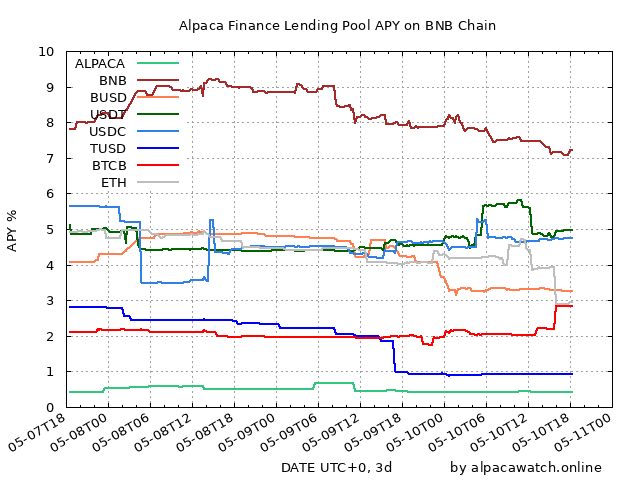 Alpaca Finance Lending Pool APY on BNB Chain
APY %
10
9
8
7
6
5
4
3
2
1
0
ALPACA
BNB
BUSD
USDT
USDC
TUSD
BTCB
ETH
05-07T18
05-08T00
05-08T06
05-08T12
05-08T18
05-09T00
05-09T06
05-09T12
05-09T18
05-10T00
05-10T06
05-10T12
05-10T18
05-11T00
DATE UTC+0, 3d
by alpacawatch.online